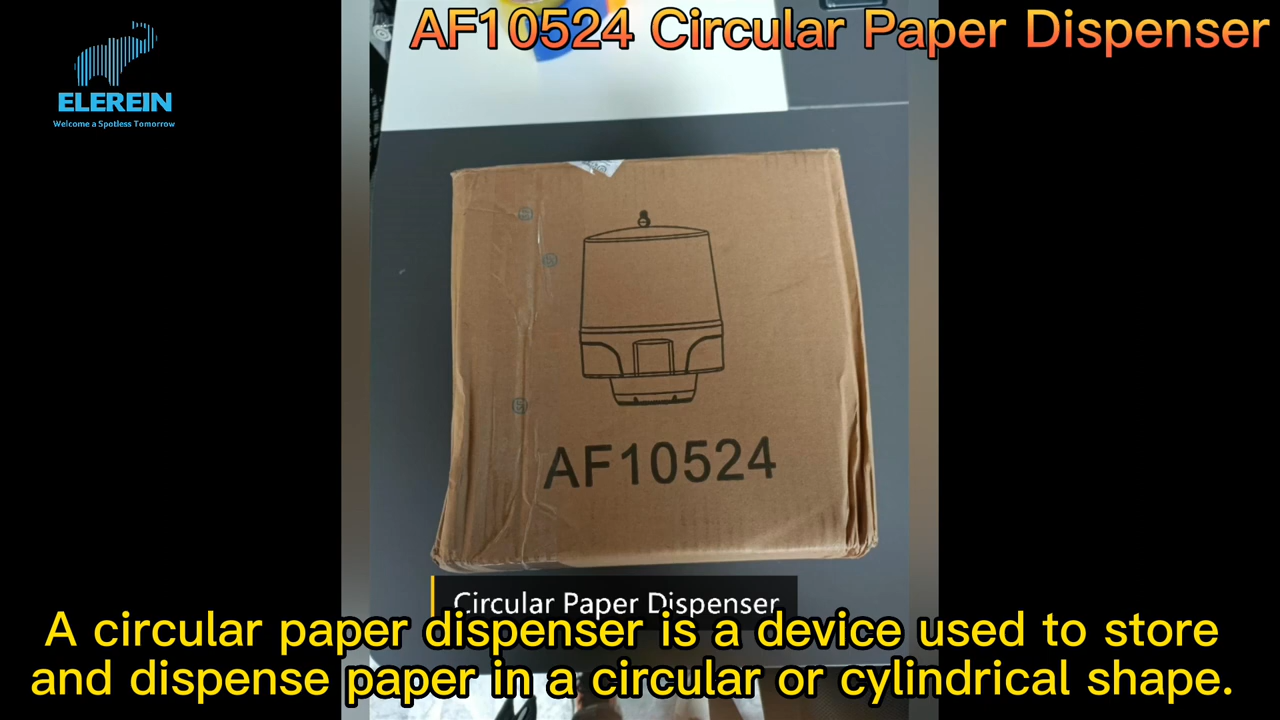 AF10524 Circular Paper Dispenser
ELEREIN
Welcome a Spotless Tomorrow
AF10524
Circular Paper Dispenser
A circular paper dispenser is a device used to store
and dispense paper in a circular or cylindrical shape.